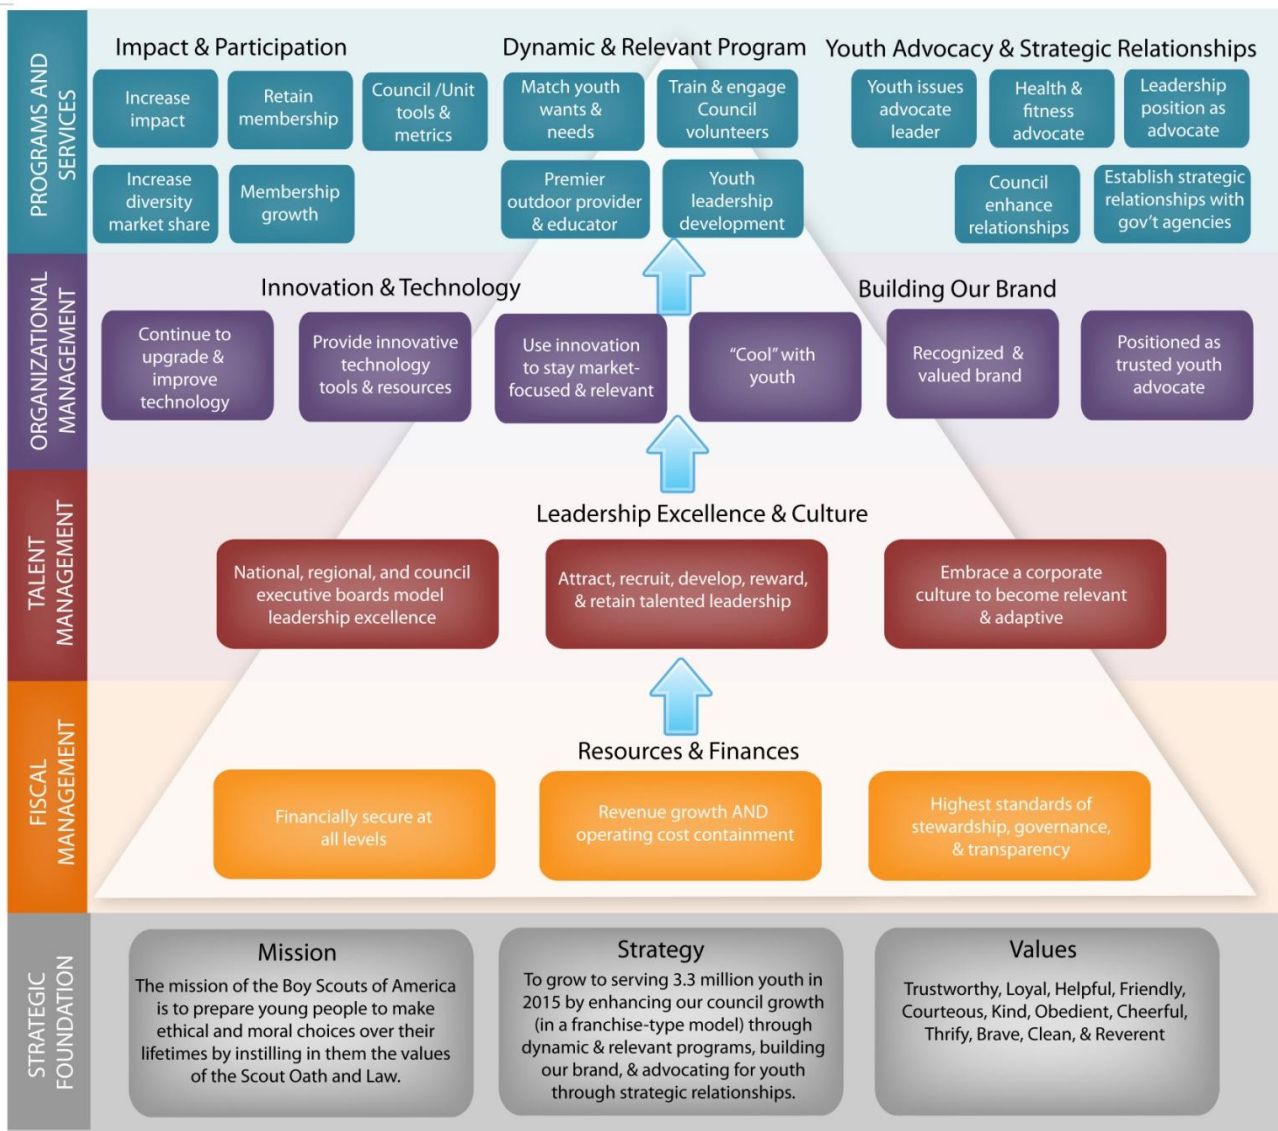 PROGRAMS AND
SERVICES
Impact & Participation
Increase
impact
Retain
membership
Council /Unit
tools &
metrics
Increase
diversity
market share
Membership
growth
Dynamic & Relevant Program
Match youth
wants &
needs
Train & engage
Council
volunteers
Premier
outdoor provider
& educator
Youth
leadership
development
Youth Advocacy & Strategic Relationships
Youth issues
advocate
leader
Health &
fitness
advocate
Leadership
position as
advocate
Council
enhance
relationships
Establish strategic
relationships with
gov't agencies
ORGANIZATIONAL
MANAGEMENT
Innovation & Technology
Continue to
upgrade &
improve
technology
Provide innovative
technology
tools & resources
Use innovation
to stay market-
focused & relevant
Building Our Brand
"Cool" with
youth
Recognized &
valued brand
Positioned as
trusted youth
advocate
TALENT
MANAGEMENT
Leadership Excellence & Culture
National, regional, and council
executive boards model
leadership excellence
Attract, recruit, develop, reward,
& retain talented leadership
Embrace a corporate
culture to become relevant
& adaptive
FISCAL
MANAGEMENT
Resources & Finances
Financially secure at
all levels
Revenue growth AND
operating cost containment
Highest standards of
stewardship, governance,
& transparency
STRATEGIC
FOUNDATION
Mission
The mission of the Boy Scouts of America
is to prepare young people to make
ethical and moral choices over their
lifetimes by instilling in them the values
of the Scout Oath and Law.
Strategy
To grow to serving 3.3 million youth in
2015 by enhancing our council growth
(in a franchise-type model) through
dynamic & relevant programs, building
our brand, & advocating for youth
through strategic relationships.
Values
Trustworthy, Loyal, Helpful, Friendly,
Courteous, Kind, Obedient, Cheerful,
Thrify, Brave, Clean, & Reverent